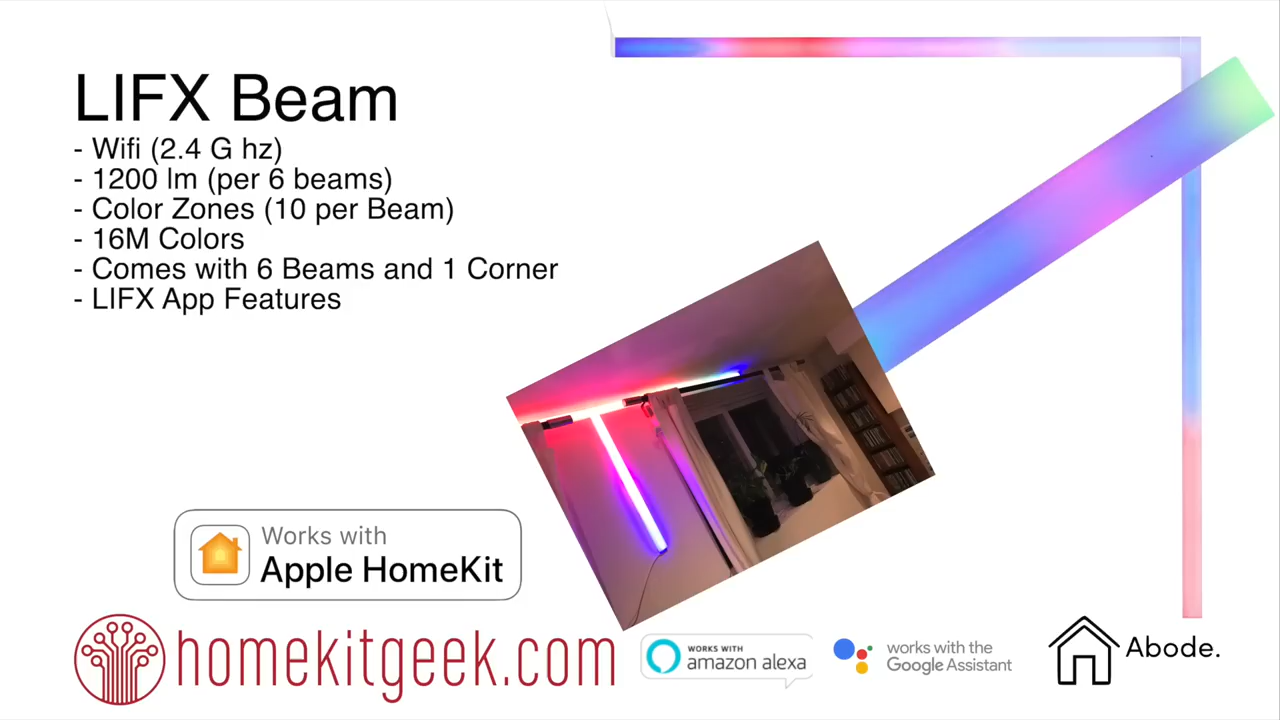 LIFX Beam
- Wifi (2.4 G hz)
- 1200 lm (per 6 beams)
- Color Zones (10 per Beam)
- 16M Colors
- Comes with 6 Beams and 1 Corner
- LIFX App Features
Works with
Apple HomeKit
homekitgeek.com
WORKS WITH
amazon alexa
works with the
Google Assistant
Abode.